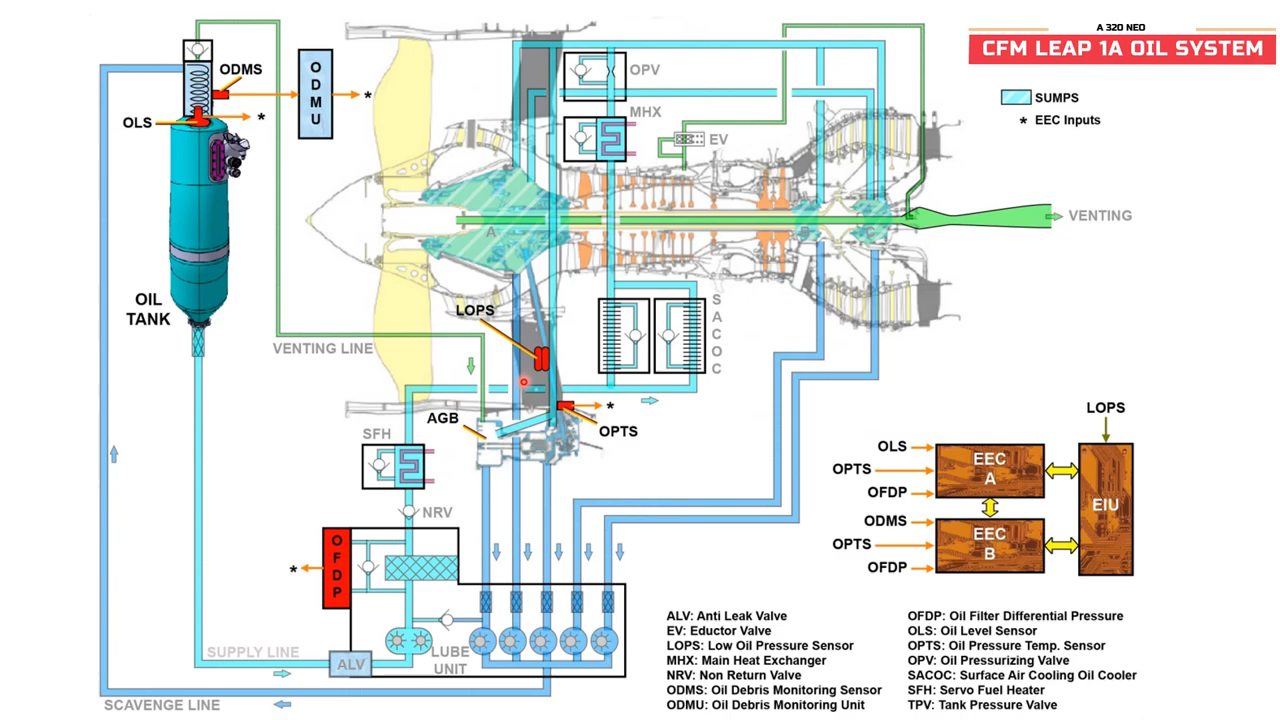 A 320 NEO
CFM LEAP 1A OIL SYSTEM
SUMPS
* EEC Inputs
ODMS
ODMU
*
OLS
*
OPV
MHX
EV
A
B
C
VENTING
OIL
TANK
LOPS
SACOC
VENTING LINE
AGB
*
OPTS
SFH
NRV
OFDP
*
LOPS
OLS
OPTS
OFDP
EEC
A
EIU
ODMS
OPTS
OFDP
EEC
B
SUPPLY LINE
ALV
LUBE
UNIT
SCAVENGE LINE
ALV: Anti Leak Valve
EV: Eductor Valve
LOPS: Low Oil Pressure Sensor
MHX: Main Heat Exchanger
NRV: Non Return Valve
ODMS: Oil Debris Monitoring Sensor
ODMU: Oil Debris Monitoring Unit
OFDP: Oil Filter Differential Pressure
OLS: Oil Level Sensor
OPTS: Oil Pressure Temp. Sensor
OPV: Oil Pressurizing Valve
SACOC: Surface Air Cooling Oil Cooler
SFH: Servo Fuel Heater
TPV: Tank Pressure Valve